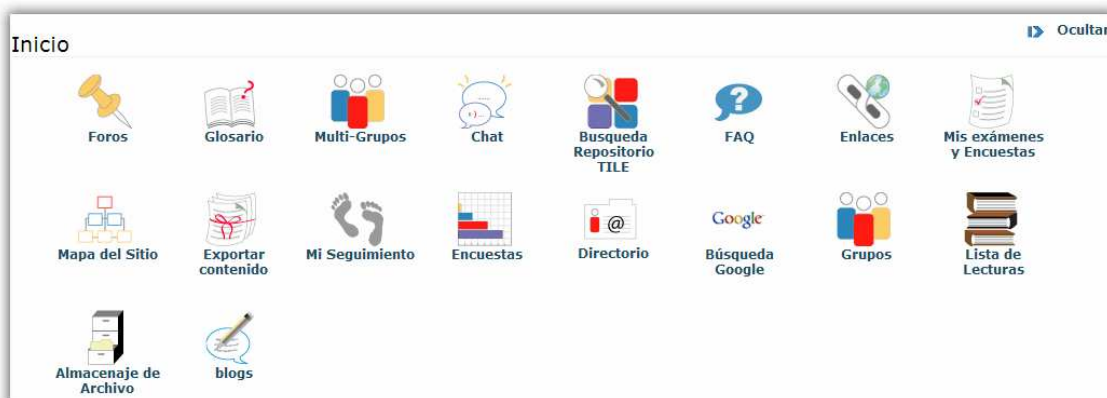 Ocultar
Inicio
Foros
Glosario
Multi-Grupos
Chat
Busqueda
Repositorio
TILE
FAQ
Enlaces
Mis exámenes
y Encuestas
Mapa del Sitio
Exportar
contenido
Mi Seguimiento
Encuestas
@
Directorio
Google
Búsqueda
Google
Grupos
Lista de
Lecturas
Almacenaje de
Archivo
blogs